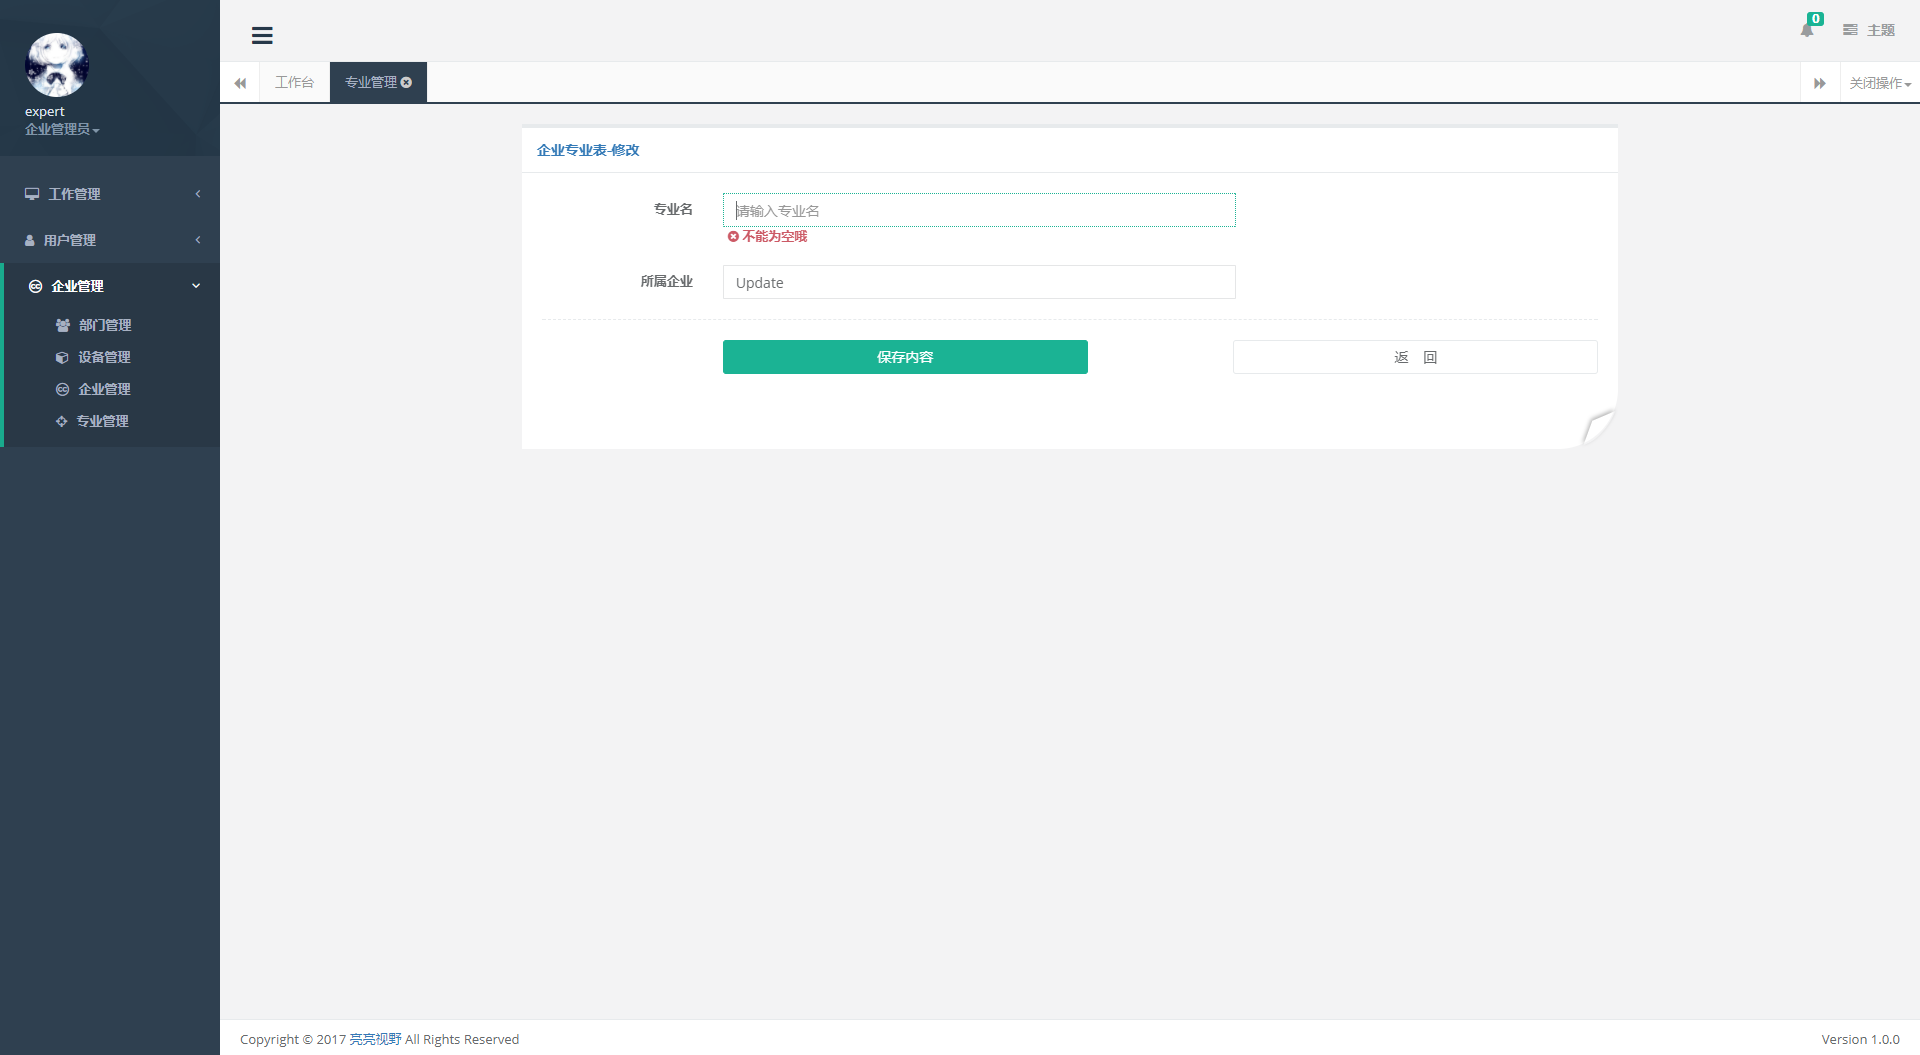 expert
企业管理员
工作管理
用户管理
企业管理
部门管理
设备管理
企业管理
专业管理
0
主题
工作台
专业管理
关闭操作
企业专业表-修改
专业名
请输入专业名
不能为空哦
所属企业
Update
保存内容
返 回
Copyright © 2017 亮亮视野 All Rights Reserved
Version 1.0.0